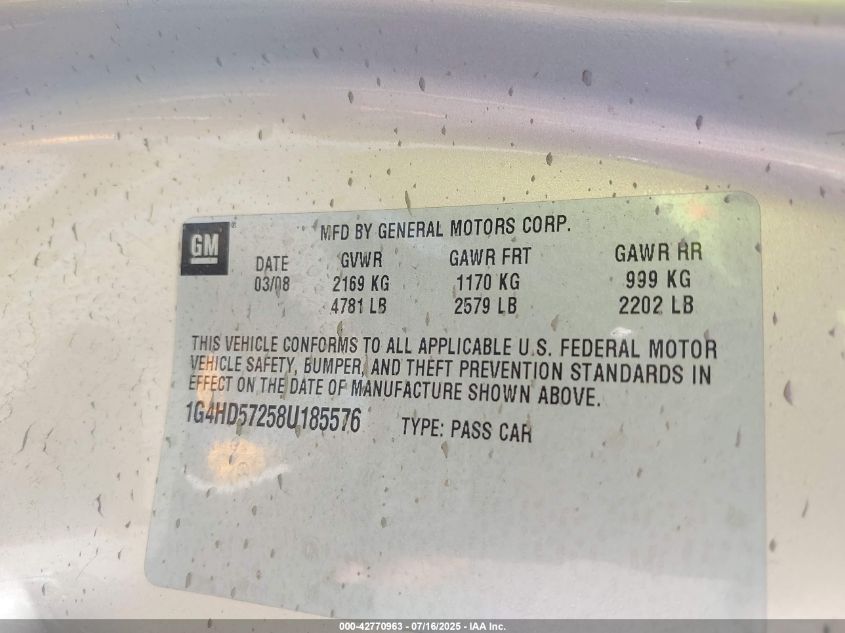 GM
MFD BY GENERAL MOTORS CORP.
DATE GVWR GAWR FRT GAWR RR
03/08 2169 KG 1170 KG 999 KG
4781 LB 2579 LB 2202 LB
THIS VEHICLE CONFORMS TO ALL APPLICABLE U.S. FEDERAL MOTOR
VEHICLE SAFETY, BUMPER, AND THEFT PREVENTION STANDARDS IN
EFFECT ON THE DATE OF MANUFACTURE SHOWN ABOVE.
1G4HD57258U185576 TYPE: PASS CAR
000-42770963 - 07/16/2025 - IAA Inc.